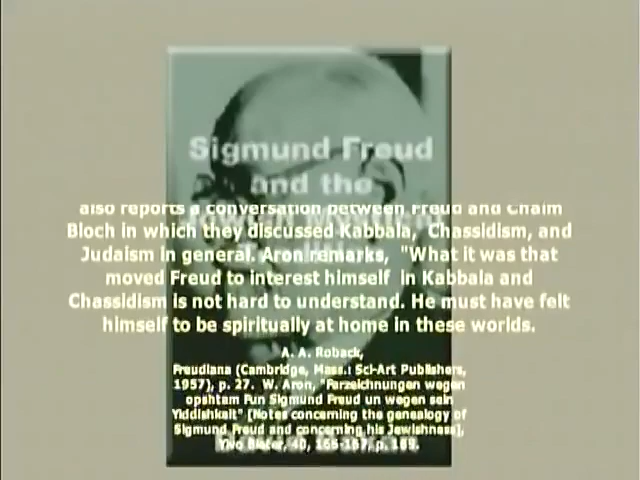 Sigmund Freud
and the
also reports a conversation between Freud and Chaim
Bloch in which they discussed Kabbala, Chassidism, and
Judaism in general. Aron remarks, "What it was that
moved Freud to interest himself in Kabbala and
Chassidism is not hard to understand. He must have felt
himself to be spiritually at home in these worlds.
A. A. Roback,
Freudiana (Cambridge, Mass.: Sci-Art Publishers,
1957), p. 27. W. Aron, "Farzeichnungen wegen
opshtam Fun Sigmund Freud un wegen sein
Yiddishkeit" [Notes concerning the genealogy of
Sigmund Freud and concerning his Jewishness],
Yivo Bleter, 40, 166-167, p. 169.